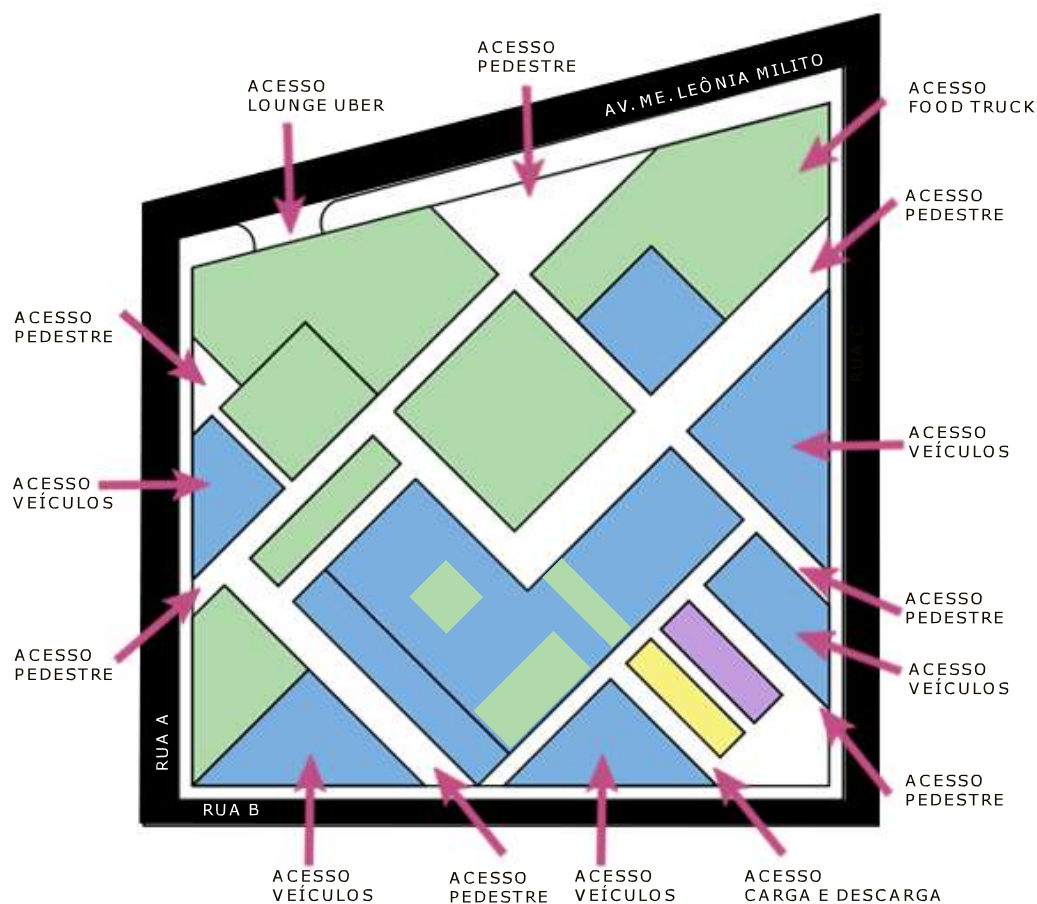 ACESSO
PEDESTRE
AV. ME. LEÔNIA MILITO
ACESSO
LOUNGE UBER
ACESSO
FOOD TRUCK
ACESSO
PEDESTRE
ACESSO
PEDESTRE
RUA C
ACESSO
VEÍCULOS
ACESSO
VEÍCULOS
ACESSO
PEDESTRE
ACESSO
PEDESTRE
ACESSO
VEÍCULOS
RUA A
ACESSO
PEDESTRE
RUA B
ACESSO
VEÍCULOS
ACESSO
PEDESTRE
ACESSO
VEÍCULOS
ACESSO
CARGA E DESCARGA